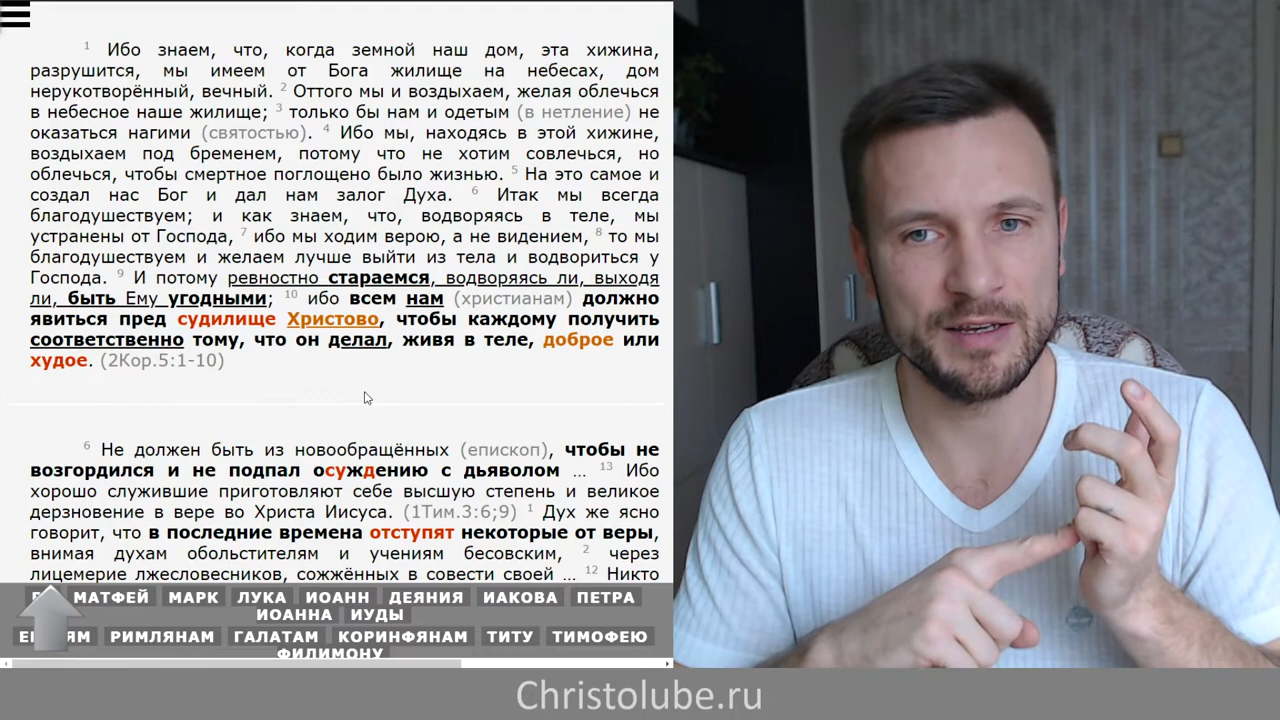 ¹ Ибо знаем, что, когда земной наш дом, эта хижина,
разрушится, мы имеем от Бога жилище на небесах, дом
нерукотворённый, вечный. ² Оттого мы и воздыхаем, желая облечься
в небесное наше жилище; ³ только бы нам и одетым (в нетление) не
оказаться нагими (святостью). ⁴ Ибо мы, находясь в этой хижине,
воздыхаем под бременем, потому что не хотим совлечься, но
облечься, чтобы смертное поглощено было жизнью. ⁵ На это самое и
создал нас Бог и дал нам залог Духа. ⁶ Итак мы всегда
благодушествуем; и как знаем, что, водворяясь в теле, мы
устранены от Господа, ⁷ ибо мы ходим верою, а не видением, ⁸ то мы
благодушествуем и желаем лучше выйти из тела и водвориться у
Господа. ⁹ И потому ревностно стараемся, водворяясь ли, выходя
ли, быть Ему угодными; ¹⁰ ибо всем нам (христианам) должно
явиться пред судилище Христово, чтобы каждому получить
соответственно тому, что он делал, живя в теле, доброе или
худое. (2Кор.5:1-10)
⁶ Не должен быть из новообращённых (епископ), чтобы не
возгордился и не подпал осуждению с дьяволом ... ¹³ Ибо
хорошо служившие приготовляют себе высшую степень и великое
дерзновение в вере во Христа Иисуса. (1Тим.3:6;9) ¹ Дух же ясно
говорит, что в последние времена отступят некоторые от веры,
внимая духам обольстителям и учениям бесовским, ² через
лицемерие лжесловесников, сожжённых в совести своей ... ¹² Никто
МАТФЕЙ МАРК ЛУКА ИОАНН ДЕЯНИЯ ИАКОВА ПЕТРА
ИОАННА ИУДЫ
РИМЛЯНАМ ГАЛАТАМ КОРИНФЯНАМ ТИТУ ТИМОФЕЮ
ФИЛИМОНУ
Christolube.ru